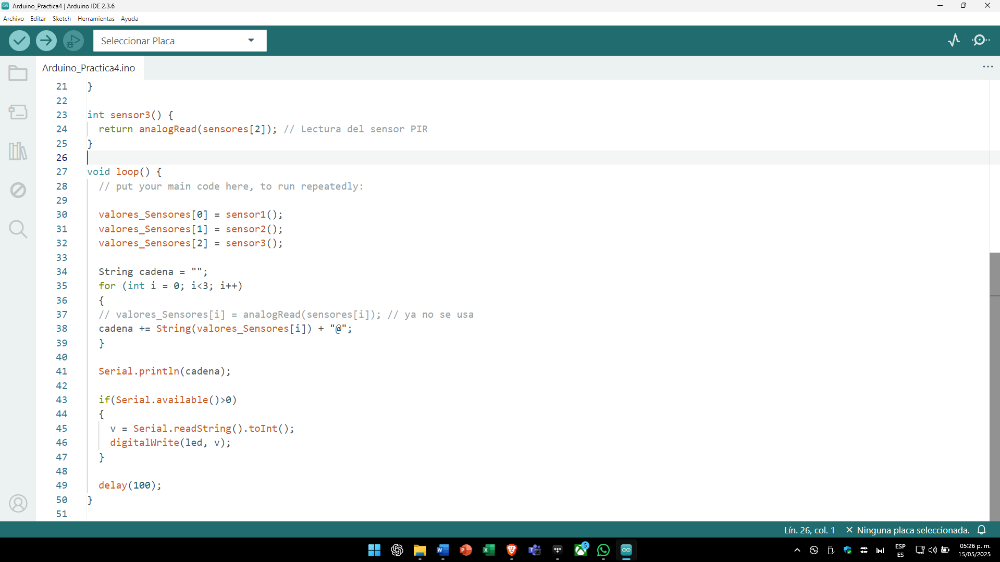 Arduino_Practica4 | Arduino IDE 2.3.6
Archivo Editar Sketch Herramientas Ayuda
Seleccionar Placa
Arduino_Practica4.ino
21 }
22
23 int sensor3() {
24 return analogRead(sensores[2]); // Lectura del sensor PIR
25 }
26
27 void loop() {
28 // put your main code here, to run repeatedly:
29
30 valores_Sensores[0] = sensor1();
31 valores_Sensores[1] = sensor2();
32 valores_Sensores[2] = sensor3();
33
34 String cadena = "";
35 for (int i = 0; i<3; i++)
36 {
37 // valores_Sensores[i] = analogRead(sensores[i]); // ya no se usa
38 cadena += String(valores_Sensores[i]) + "@";
39 }
40
41 Serial.println(cadena);
42
43 if(Serial.available()>0)
44 {
45 v = Serial.readString().toInt();
46 digitalWrite(led, v);
47 }
48
49 delay(100);
50 }
51
Lín. 26, col. 1 Ninguna placa seleccionada.
5
ESP
ES
05:26 p. m.
15/05/2025